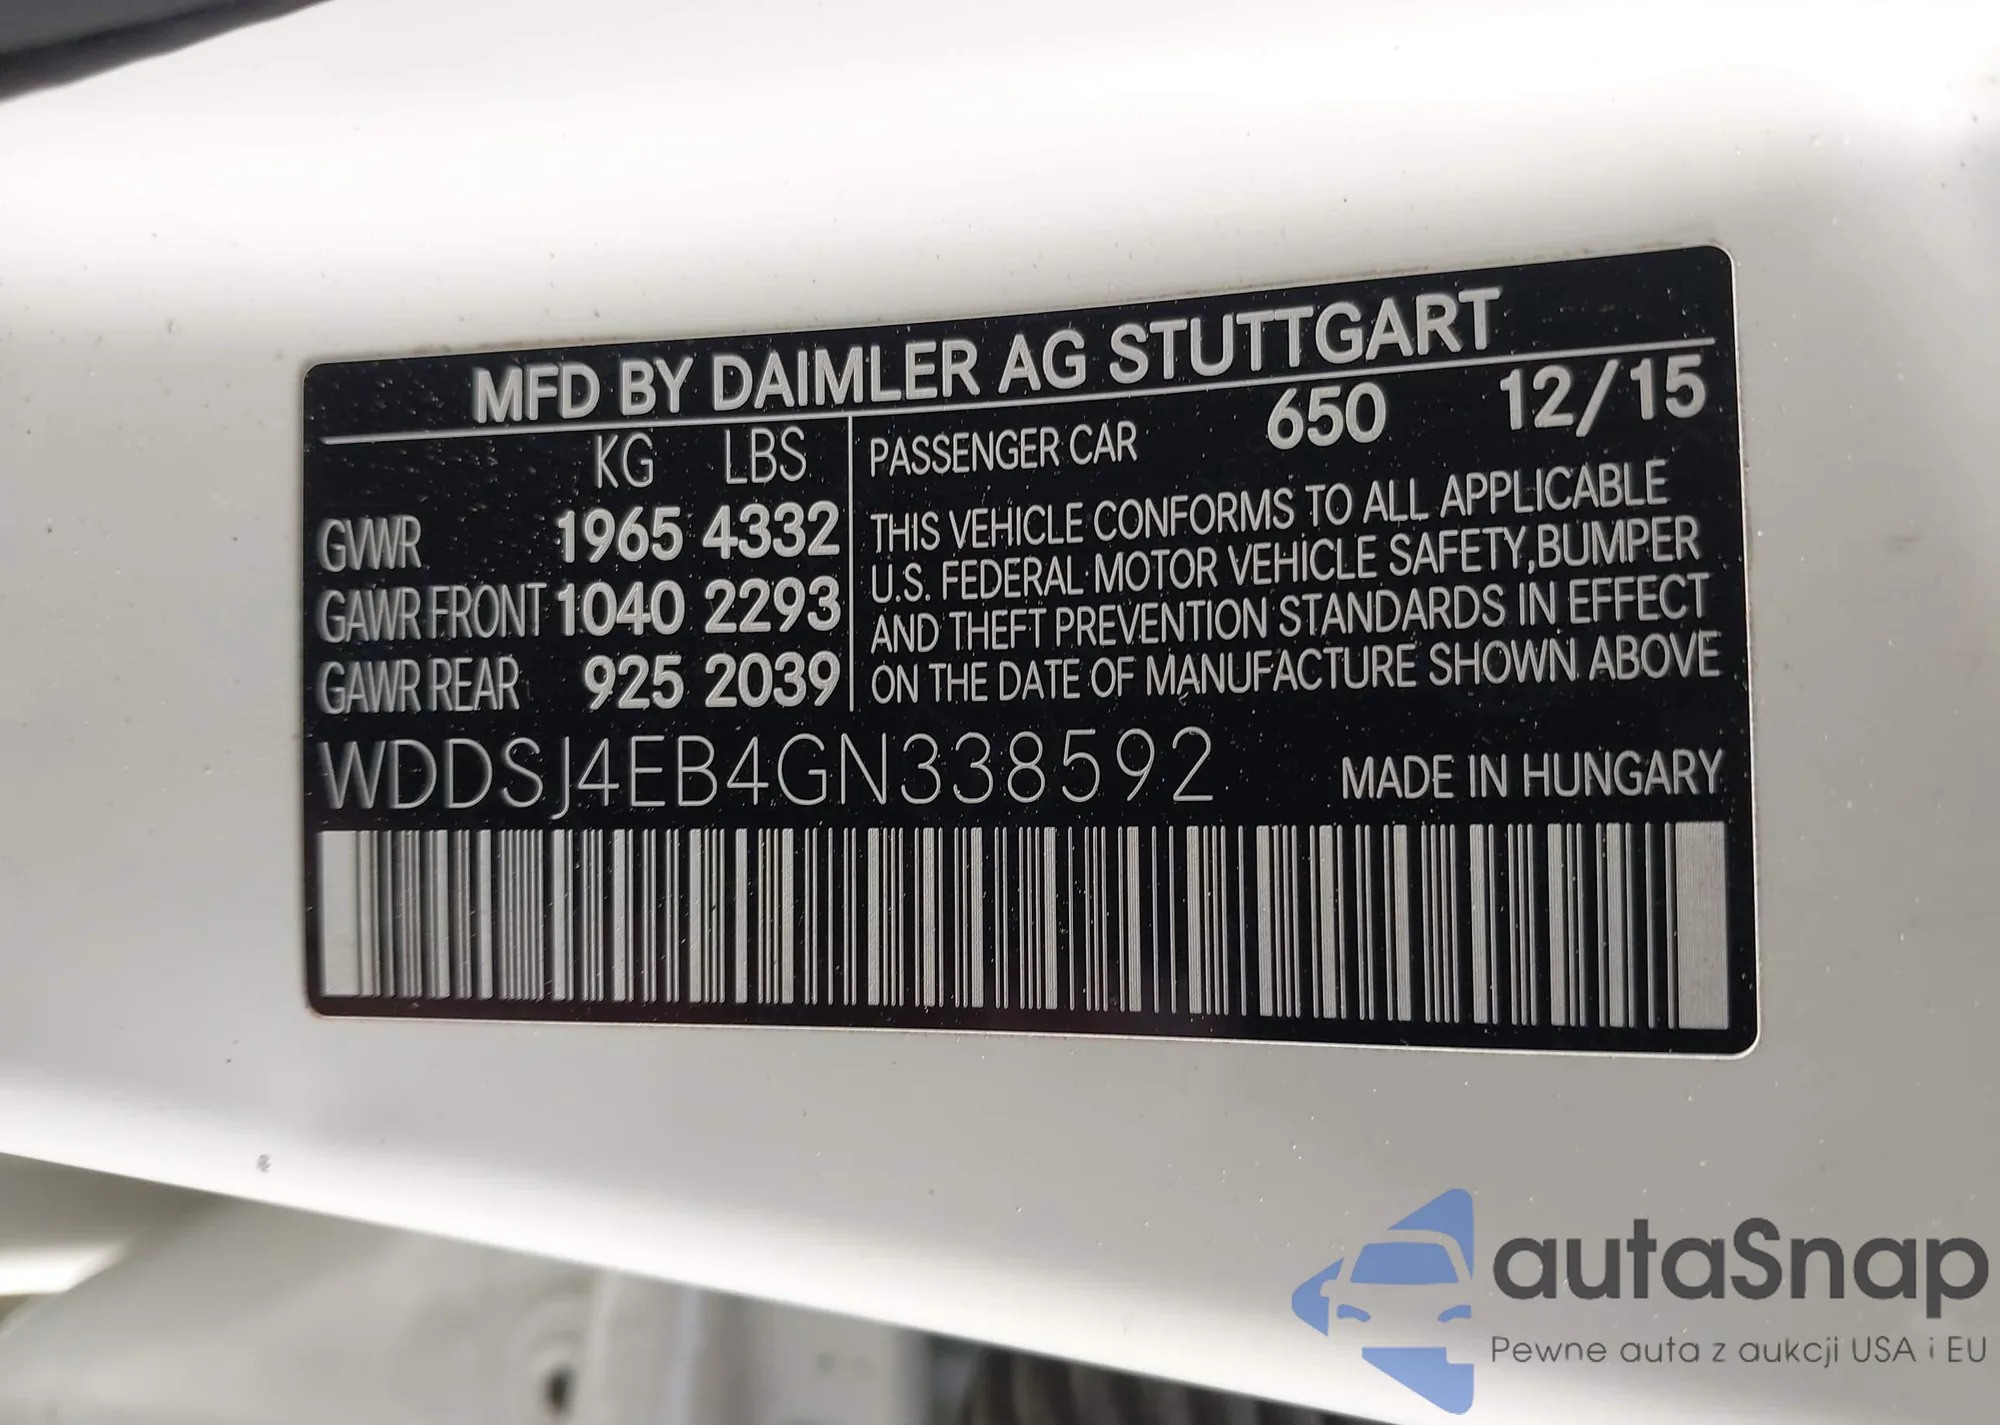 MFD BY DAIMLER AG STUTTGART
KG LBS
GVWR 1965 4332
GAWR FRONT 1040 2293
GAWR REAR 925 2039
PASSENGER CAR 650 12/15
THIS VEHICLE CONFORMS TO ALL APPLICABLE
U.S. FEDERAL MOTOR VEHICLE SAFETY,BUMPER
AND THEFT PREVENTION STANDARDS IN EFFECT
ON THE DATE OF MANUFACTURE SHOWN ABOVE
WDDSJ4EB4GN338592 MADE IN HUNGARY
autaSnap
Pewne auta z aukcji USA i EU